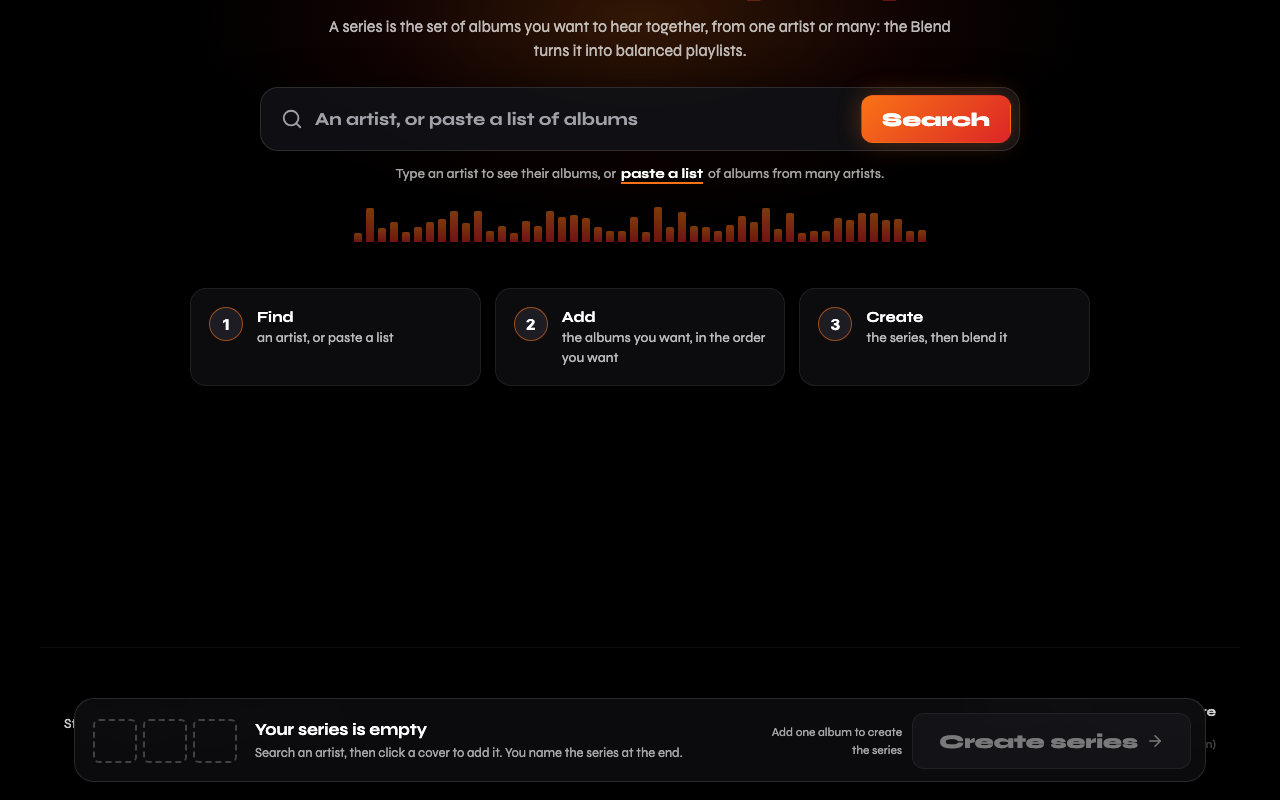 A series is the set of albums you want to hear together, from one artist or many: the Blend
turns it into balanced playlists.
An artist, or paste a list of albums
Search
Type an artist to see their albums, or paste a list of albums from many artists.
1
Find
an artist, or paste a list
2
Add
the albums you want, in the order
you want
3
Create
the series, then blend it
Your series is empty
Search an artist, then click a cover to add it. You name the series at the end.
Add one album to create
the series
Create series